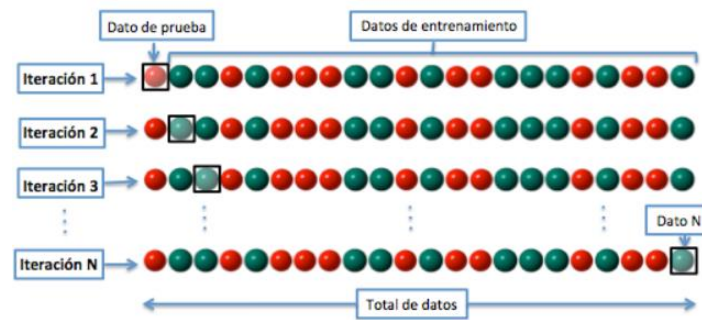 Dato de prueba
Datos de entrenamiento
Iteración 1
Iteración 2
Iteración 3
Dato N
Iteración N
Total de datos